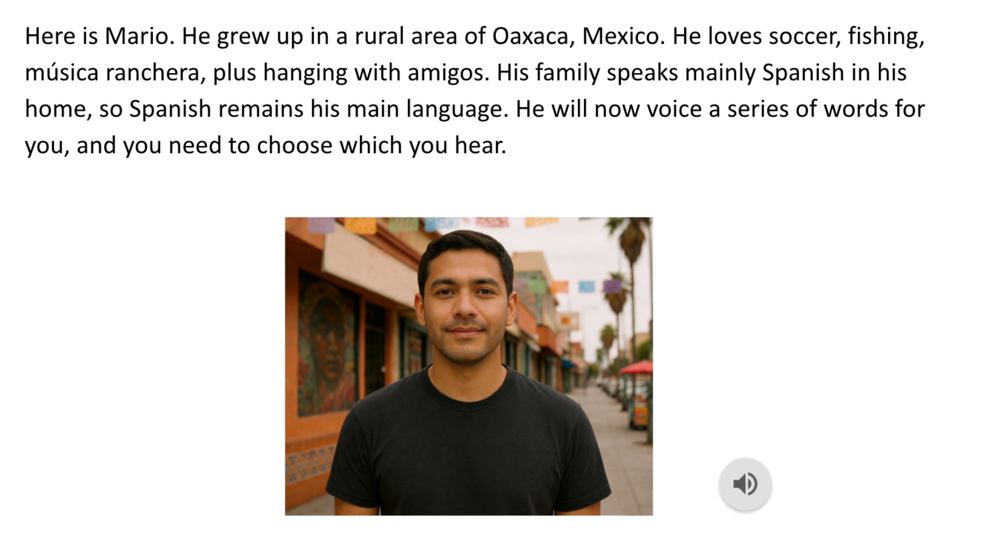 Here is Mario. He grew up in a rural area of Oaxaca, Mexico. He loves soccer, fishing,
música ranchera, plus hanging with amigos. His family speaks mainly Spanish in his
home, so Spanish remains his main language. He will now voice a series of words for
you, and you need to choose which you hear.